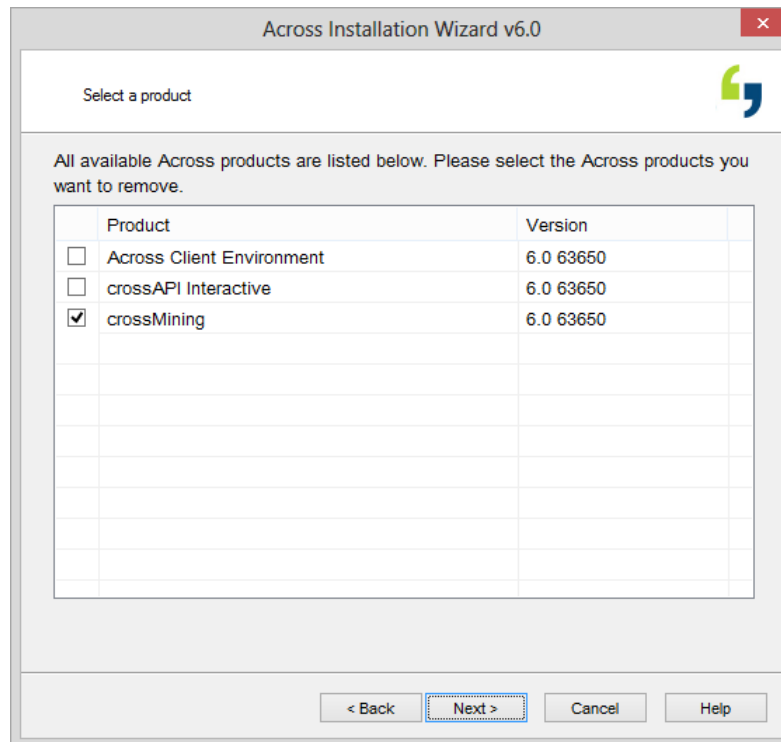 Across Installation Wizard v6.0
Select a product
All available Across products are listed below. Please select the Across products you
want to remove.
Product Version
Across Client Environment 6.0 63650
crossAPI Interactive 6.0 63650
crossMining 6.0 63650
< Back Next > Cancel Help